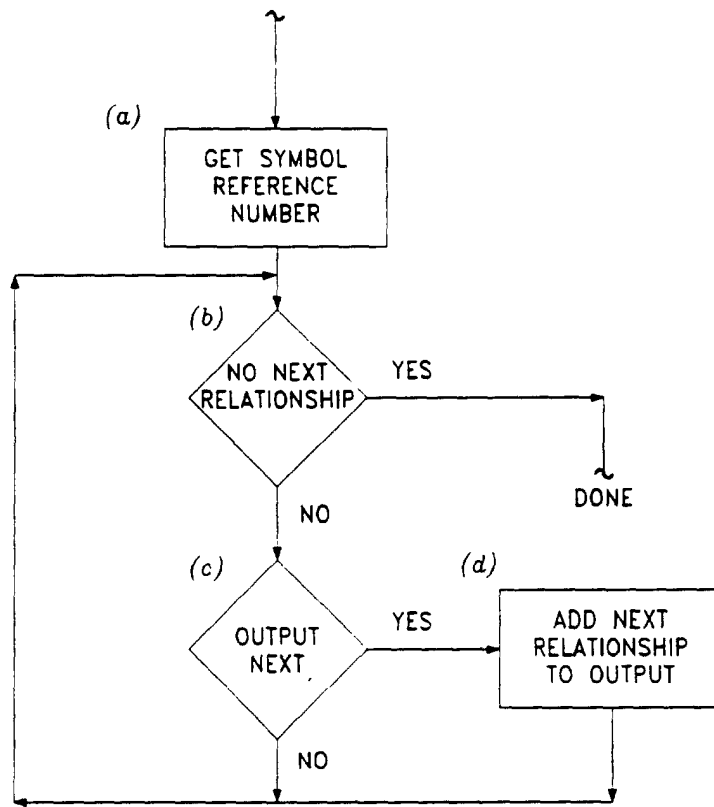 (a)
GET SYMBOL
REFERENCE
NUMBER
(b)
NO NEXT
RELATIONSHIP
YES
DONE
NO
(c)
OUTPUT
NEXT
YES
(d)
ADD NEXT
RELATIONSHIP
TO OUTPUT
NO